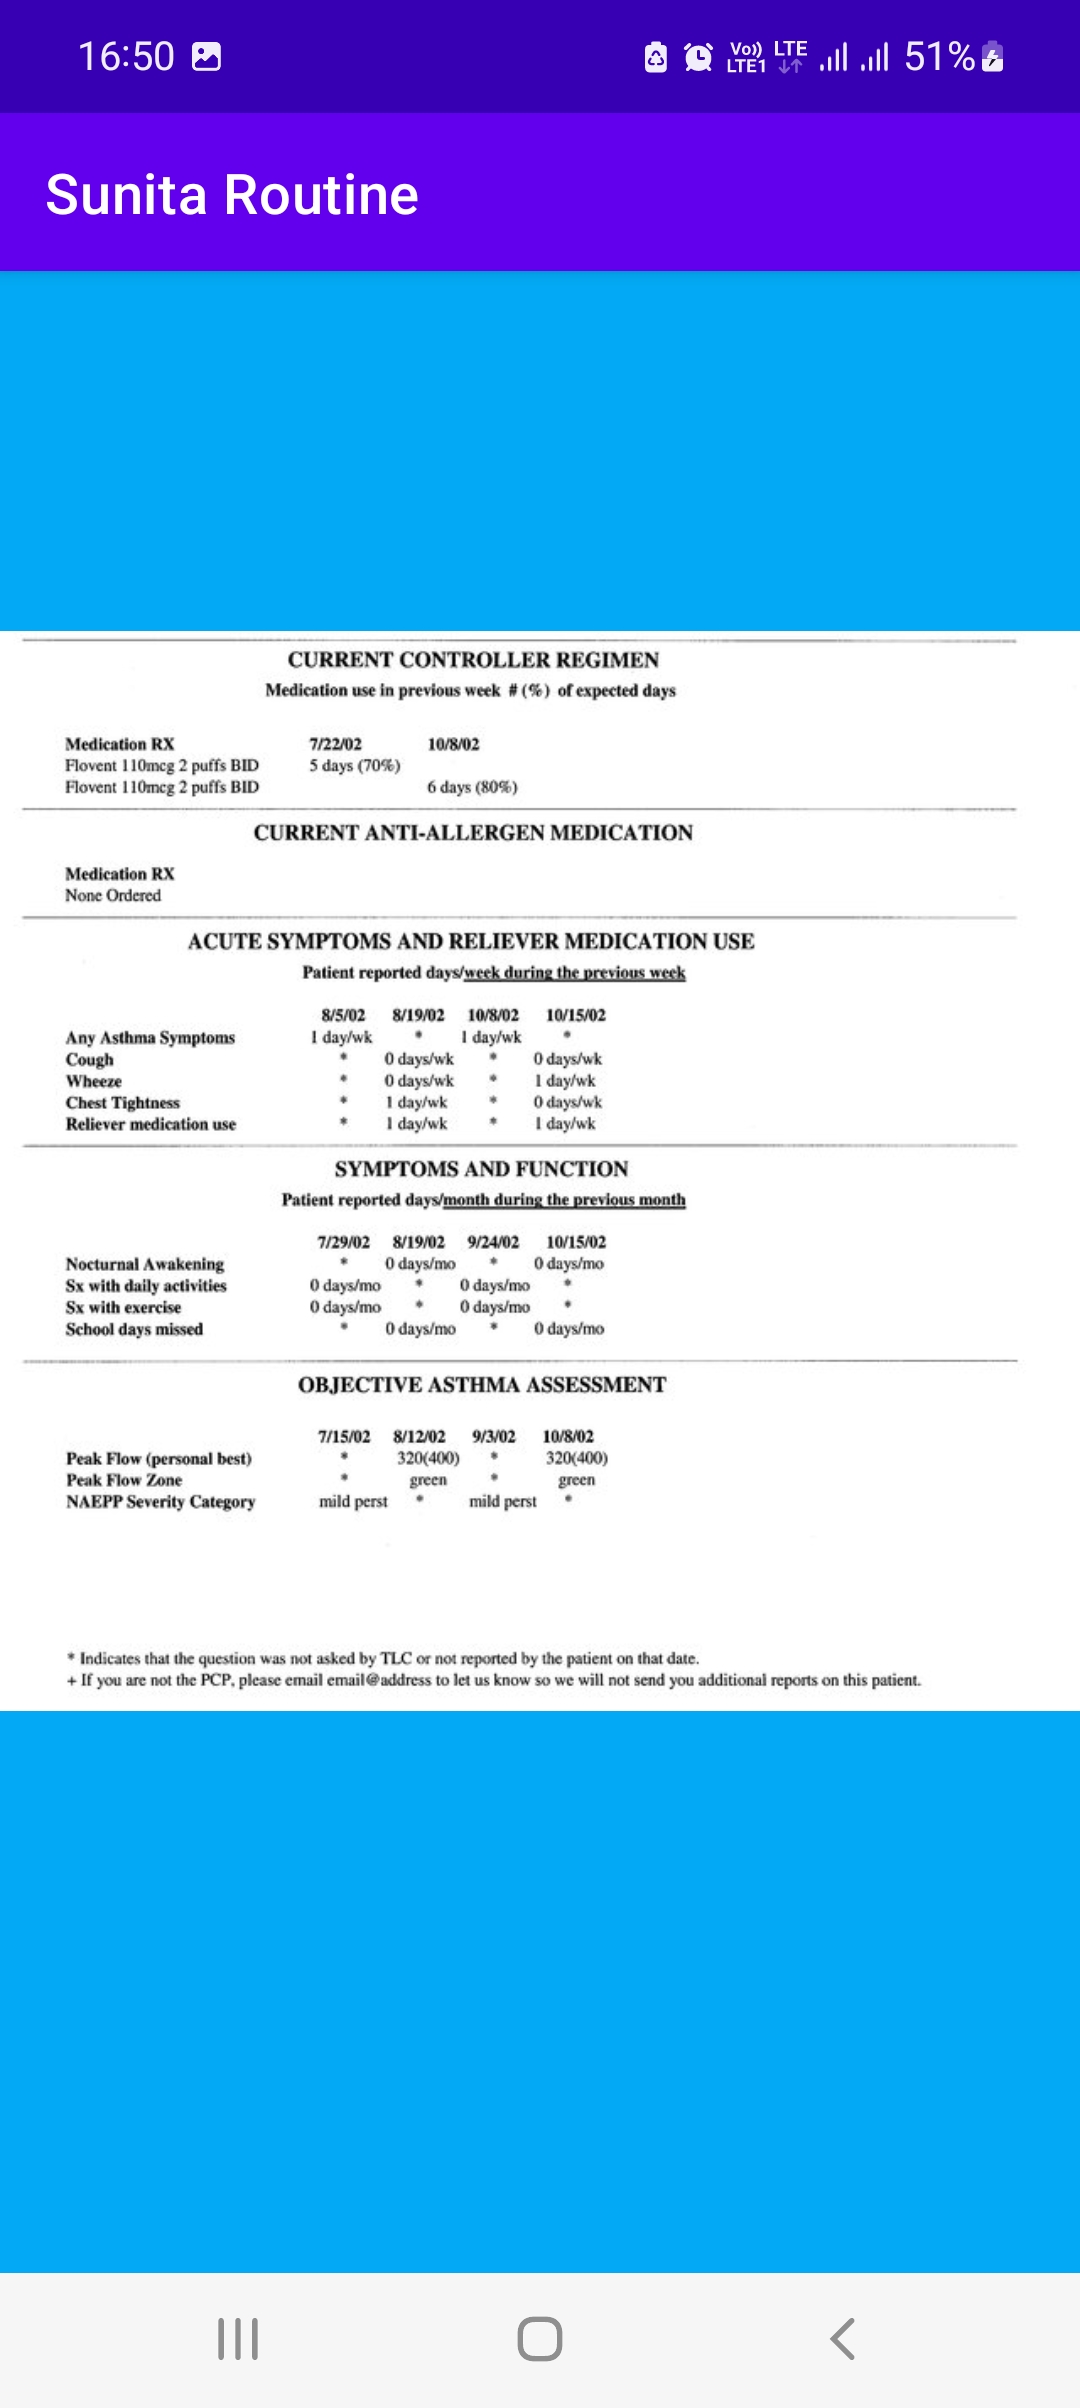 16:50 Vo)) LTE1 LTE 51%
Sunita Routine
CURRENT CONTROLLER REGIMEN
Medication use in previous week # (%) of expected days
Medication RX 7/22/02 10/8/02
Flovent 110mcg 2 puffs BID 5 days (70%)
Flovent 110mcg 2 puffs BID 6 days (80%)
CURRENT ANTI-ALLERGEN MEDICATION
Medication RX
None Ordered
ACUTE SYMPTOMS AND RELIEVER MEDICATION USE
Patient reported days/week during the previous week
8/5/02 8/19/02 10/8/02 10/15/02
Any Asthma Symptoms 1 day/wk * 1 day/wk *
Cough * 0 days/wk * 0 days/wk
Wheeze * 0 days/wk * 1 day/wk
Chest Tightness * 1 day/wk * 0 days/wk
Reliever medication use * 1 day/wk * 1 day/wk
SYMPTOMS AND FUNCTION
Patient reported days/month during the previous month
7/29/02 8/19/02 9/24/02 10/15/02
Nocturnal Awakening * 0 days/mo * 0 days/mo
Sx with daily activities 0 days/mo * 0 days/mo *
Sx with exercise 0 days/mo * 0 days/mo *
School days missed * 0 days/mo * 0 days/mo
OBJECTIVE ASTHMA ASSESSMENT
7/15/02 8/12/02 9/3/02 10/8/02
Peak Flow (personal best) * 320(400) * 320(400)
Peak Flow Zone * green * green
NAEPP Severity Category mild perst * mild perst *
* Indicates that the question was not asked by TLC or not reported by the patient on that date.
+ If you are not the PCP, please email email@address to let us know so we will not send you additional reports on this patient.